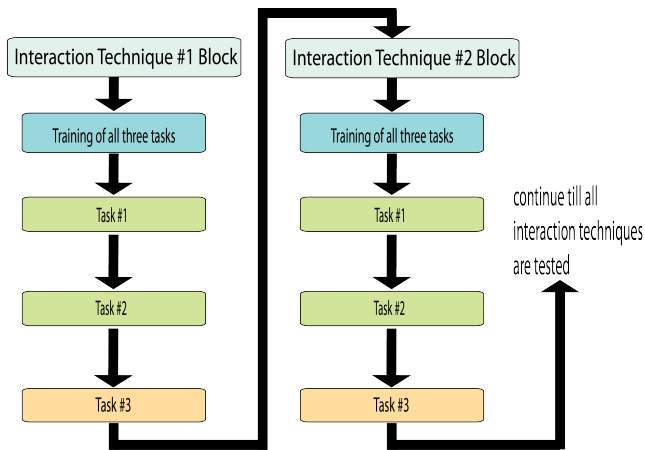 Interaction Technique #1 Block
Training of all three tasks
Task #1
Task #2
Task #3
Interaction Technique #2 Block
Training of all three tasks
Task #1
Task #2
Task #3
continue till all
interaction techniques
are tested